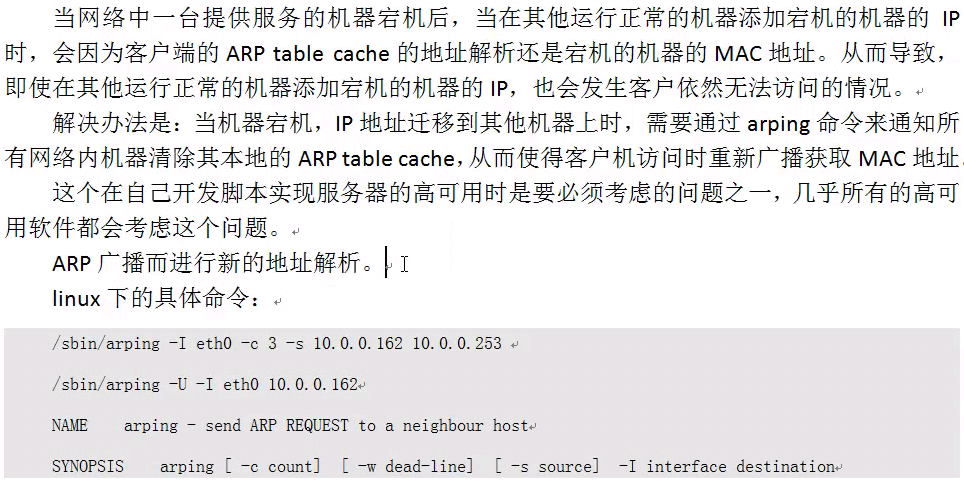 当网络中一台提供服务的机器宕机后，当在其他运行正常的机器添加宕机的机器的 IP
时，会因为客户端的 ARP table cache 的地址解析还是宕机的机器的 MAC 地址。从而导致，
即使在其他运行正常的机器添加宕机的机器的 IP，也会发生客户依然无法访问的情况。
解决办法是：当机器宕机，IP 地址迁移到其他机器上时，需要通过 arping 命令来通知所
有网络内机器清除其本地的 ARP table cache，从而使得客户机访问时重新广播获取 MAC 地址。
这个在自己开发脚本实现服务器的高可用时是要必须考虑的问题之一，几乎所有的高可
用软件都会考虑这个问题。
ARP 广播而进行新的地址解析。
linux 下的具体命令：
/sbin/arping -I eth0 -c 3 -s 10.0.0.162 10.0.0.253
/sbin/arping -U -I eth0 10.0.0.162
NAME arping - send ARP REQUEST to a neighbour host
SYNOPSIS arping [ -c count] [ -w dead-line] [ -s source] -I interface destination